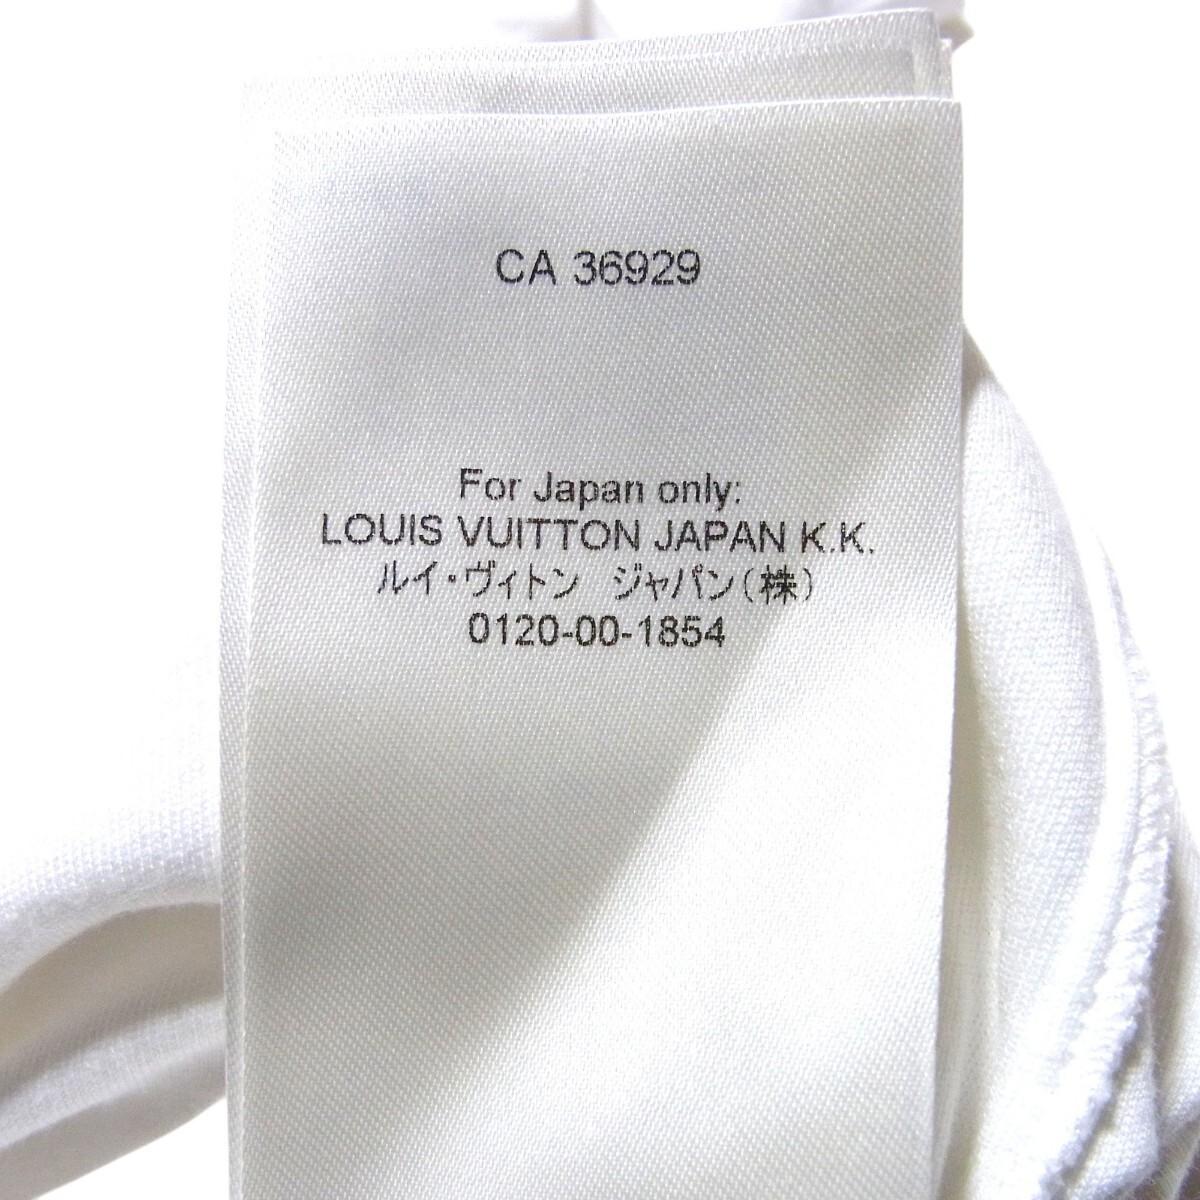 CA 36929
For Japan only:
LOUIS VUITTON JAPAN K.K.
ルイ・ヴィトン　ジャパン(株)
0120-00-1854